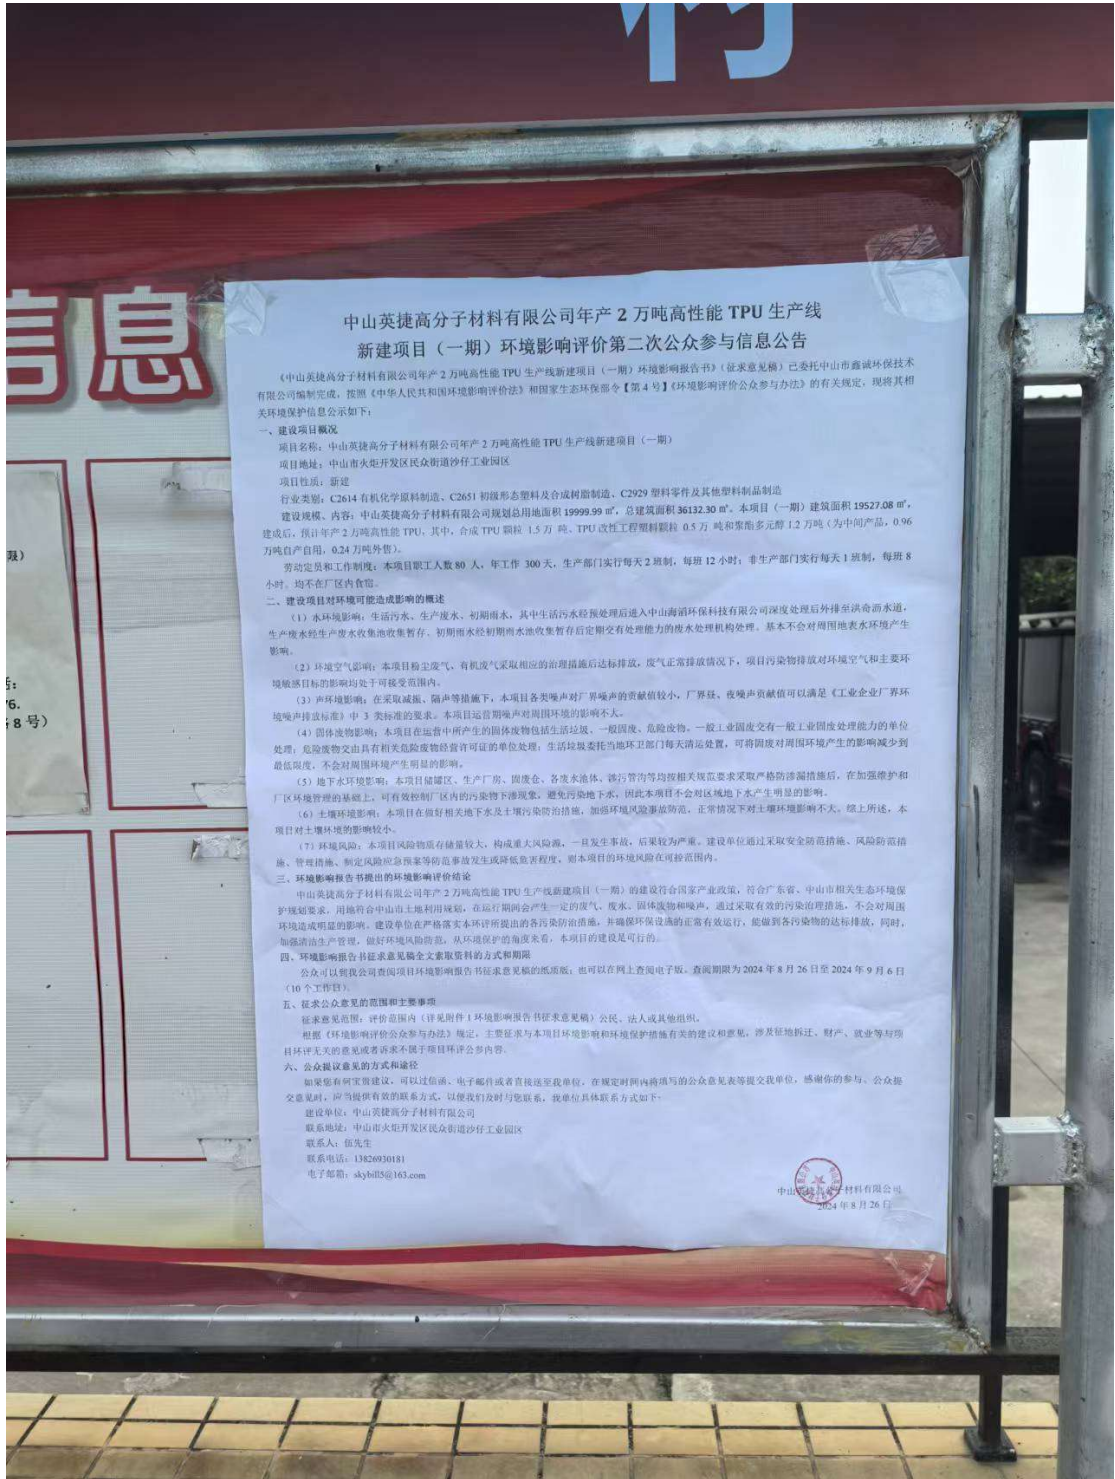 村
信息
艮）
舌：
76.
备 8 号）
中山英捷高分子材料有限公司年产 2 万吨高性能 TPU 生产线
新建项目（一期）环境影响评价第二次公众参与信息公告
《中山英捷高分子材料有限公司年产 2 万吨高性能 TPU 生产线新建项目（一期）环境影响报告书》（征求意见稿）已委托中山市鑫诚环保技术
有限公司编制完成，按照《中华人民共和国环境影响评价法》和国家生态环保部令【第 4 号】《环境影响评价公众参与办法》的有关规定，现将其相
关环境保护信息公示如下：
一、建设项目概况
项目名称：中山英捷高分子材料有限公司年产 2 万吨高性能 TPU 生产线新建项目（一期）
项目地址：中山市火炬开发区民众街道沙仔工业园区
项目性质：新建
行业类别：C2614 有机化学原料制造、C2651 初级形态塑料及合成树脂制造、C2929 塑料零件及其他塑料制品制造
建设规模、内容：中山英捷高分子材料有限公司规划总用地面积 19999.99 ㎡，总建筑面积 36132.30 ㎡。本项目（一期）建筑面积 19527.08 ㎡，
建成后，预计年产 2 万吨高性能 TPU，其中，合成 TPU 颗粒 1.5 万 吨、TPU 改性工程塑料颗粒 0.5 万 吨和聚酯多元醇 1.2 万吨（为中间产品，0.96
万吨自产自用，0.24 万吨外售）。
劳动定员和工作制度：本项目职工人数 80 人，年工作 300 天，生产部门实行每天 2 班制，每班 12 小时；非生产部门实行每天 1 班制，每班 8
小时。均不在厂区内食宿。
二、建设项目对环境可能造成影响的概述
（1）水环境影响：生活污水、生产废水、初期雨水，其中生活污水经预处理后进入中山海滔环保科技有限公司深度处理后外排至洪奇沥水道，
生产废水经生产废水收集池收集暂存、初期雨水经初期雨水池收集暂存后定期交有处理能力的废水处理机构处理。基本不会对周围地表水环境产生
影响。
（2）环境空气影响：本项目粉尘废气、有机废气采取相应的治理措施后达标排放，废气正常排放情况下，项目污染物排放对环境空气和主要环
境敏感目标的影响均处于可接受范围内。
（3）声环境影响：在采取减振、隔声等措施下，本项目各类噪声对厂界噪声的贡献值较小，厂界昼、夜噪声贡献值可以满足《工业企业厂界环
境噪声排放标准》中 3 类标准的要求。本项目运营期噪声对周围环境的影响不大。
（4）固体废物影响：本项目在运营中所产生的固体废物包括生活垃圾、一般固废、危险废物。一般工业固废交有一般工业固废处理能力的单位
处理；危险废物交由具有相关危险废物经营许可证的单位处理；生活垃圾委托当地环卫部门每天清运处置，可将固废对周围环境产生的影响减少到
最低限度，不会对周围环境产生明显的影响。
（5）地下水环境影响：本项目储罐区、生产厂房、固废仓、各废水池体、涉污管沟等均按相关规范要求采取严格防渗漏措施后，在加强维护和
厂区环境管理的基础上，可有效控制厂区内的污染物下渗现象，避免污染地下水，因此本项目不会对区域地下水产生明显的影响。
（6）土壤环境影响：本项目在做好相关地下水及土壤污染防治措施，加强环境风险事故防范，正常情况下对土壤环境影响不大。综上所述，本
项目对土壤环境的影响较小。
（7）环境风险：本项目风险物质存储量较大，构成重大风险源，一旦发生事故，后果较为严重。建设单位通过采取安全防范措施、风险防范措
施、管理措施、制定风险应急预案等防范事故发生或降低危害程度，则本项目的环境风险在可控范围内。
三、环境影响报告书提出的环境影响评价结论
中山英捷高分子材料有限公司年产 2 万吨高性能 TPU 生产线新建项目（一期）的建设符合国家产业政策，符合广东省、中山市相关生态环境保
护规划要求，用地符合中山市土地利用规划，在运行期间会产生一定的废气、废水、固体废物和噪声，通过采取有效的污染治理措施，不会对周围
环境造成明显的影响。建设单位在严格落实本环评所提出的各污染防治措施，并确保环保设施的正常有效运行，能做到各污染物的达标排放，同时，
加强清洁生产管理，做好环境风险防范，从环境保护的角度来看，本项目的建设是可行的。
四、环境影响报告书征求意见稿全文索取资料的方式和期限
公众可以到我公司查阅项目环境影响报告书征求意见稿的纸质版；也可以在网上查阅电子版。查阅期限为 2024 年 8 月 26 日至 2024 年 9 月 6 日
（10 个工作日）。
五、征求公众意见的范围和主要事项
征求意见范围：评价范围内（详见附件 1 环境影响报告书征求意见稿）公民、法人或其他组织。
根据《环境影响评价公众参与办法》规定，主要征求与本项目环境影响和环境保护措施有关的建议和意见，涉及征地拆迁、财产、就业等与项
目环评无关的意见或者诉求不属于项目环评公参内容。
六、公众提议意见的方式和途径
如果您有何宝贵建议，可以过信函、电子邮件或者直接送至我单位，在规定时间内将填写的公众意见表等提交我单位，感谢你的参与。公众提
交意见时，应当提供有效的联系方式，以便我们及时与您联系，我单位具体联系方式如下：
建设单位：中山英捷高分子材料有限公司
联系地址：中山市火炬开发区民众街道沙仔工业园区
联系人：伍先生
联系电话：13826930181
电子邮箱：skybill5@163.com
中山英捷高分子材料有限公司
2024 年 8 月 26 日